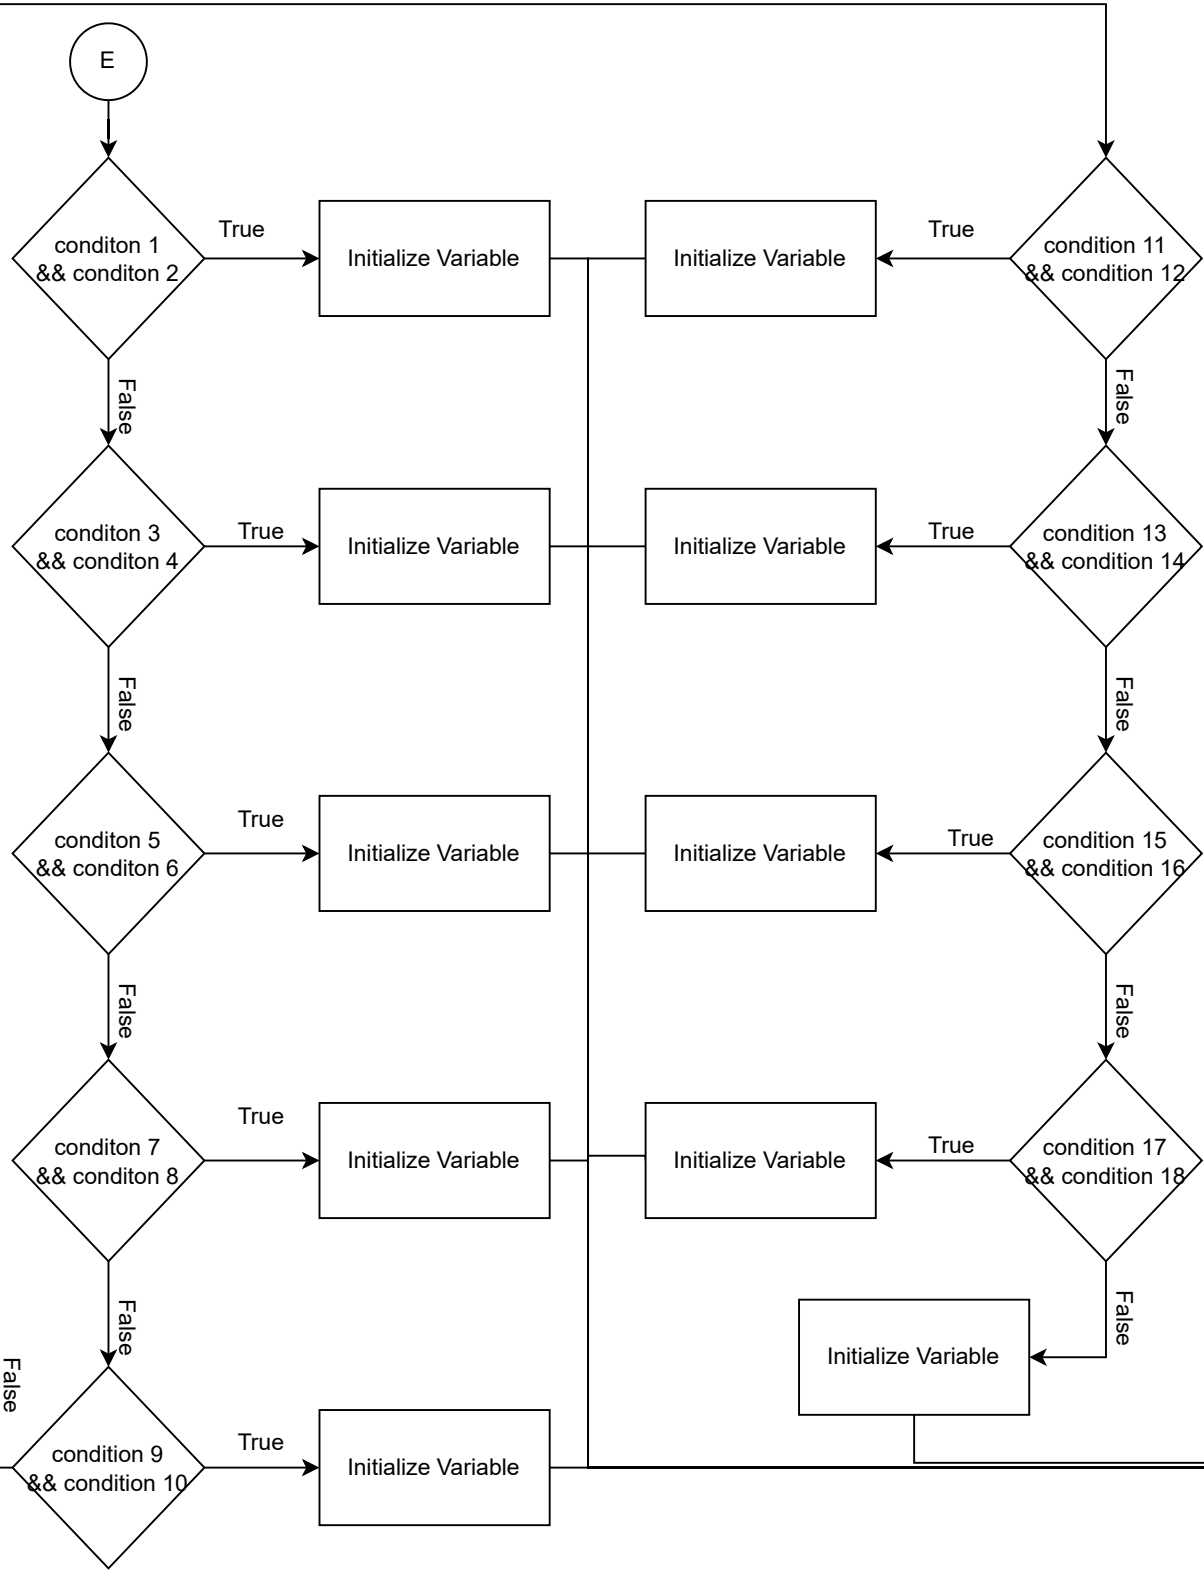 E
conditon 1
&& conditon 2
True
Initialize Variable
Initialize Variable
True
condition 11
&& condition 12
False
False
conditon 3
&& conditon 4
True
Initialize Variable
Initialize Variable
True
condition 13
&& condition 14
False
False
conditon 5
&& conditon 6
True
Initialize Variable
Initialize Variable
True
condition 15
&& condition 16
False
False
conditon 7
&& conditon 8
True
Initialize Variable
Initialize Variable
True
condition 17
&& condition 18
False
False
Initialize Variable
False
condition 9
&& condition 10
True
Initialize Variable